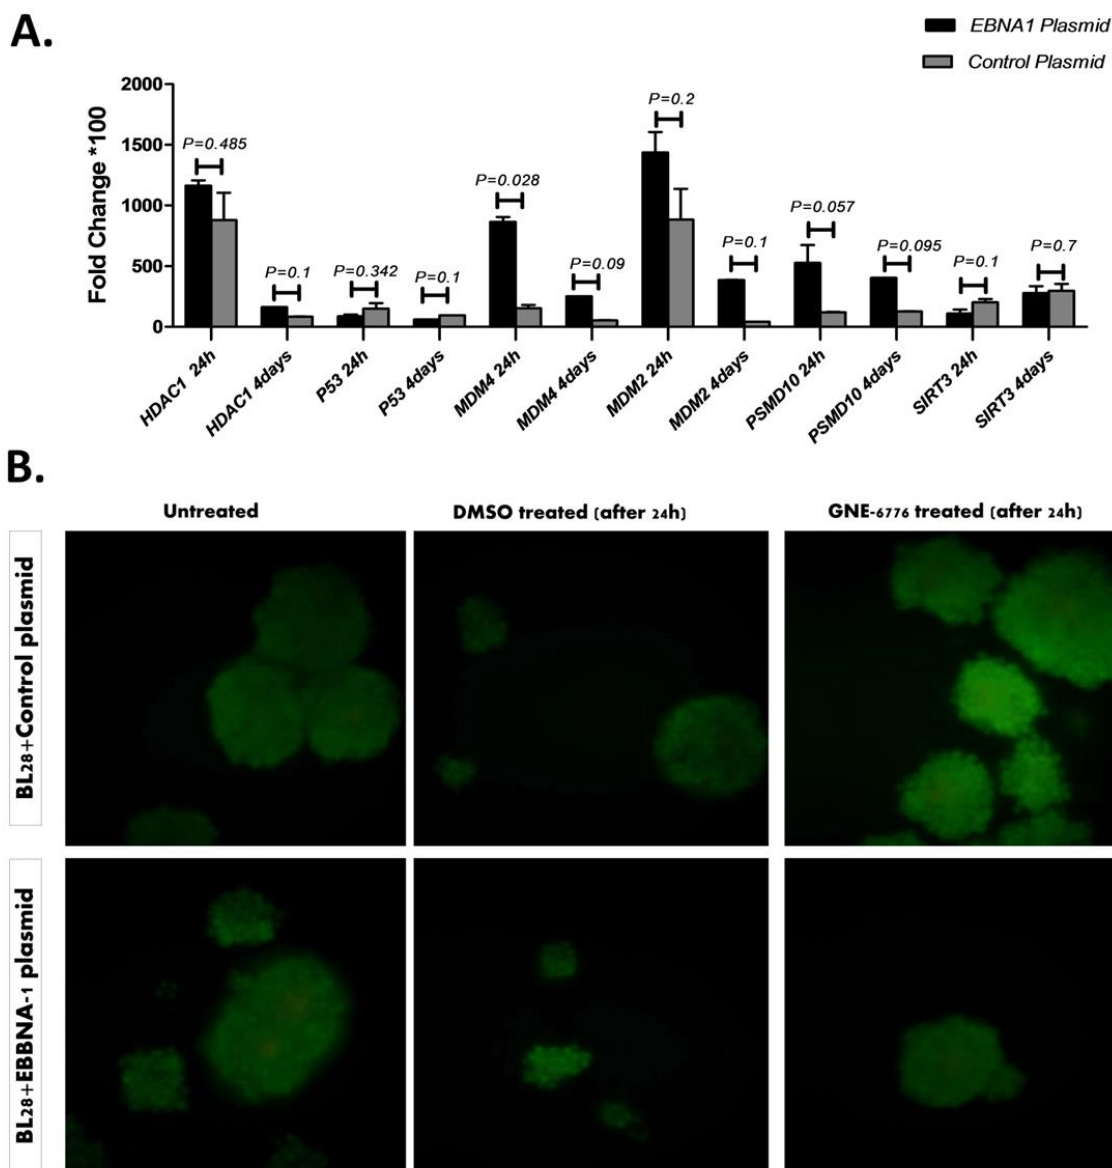 A.
EBNA1 Plasmid
Control Plasmid
Fold Change *100
2000
1500
1000
500
0
P=0.485
P=0.1
P=0.342
P=0.1
P=0.028
P=0.09
P=0.2
P=0.1
P=0.057
P=0.095
P=0.1
P=0.7
HDAC1 24h
HDAC1 4days
P53 24h
P53 4days
MDM4 24h
MDM4 4days
MDM2 24h
MDM2 4days
PSMD10 24h
PSMD10 4days
SIRT3 24h
SIRT3 4days
B.
Untreated
DMSO treated (after 24h)
GNE-6776 treated (after 24h)
BL28+Control plasmid
BL28+EBBNA-1 plasmid